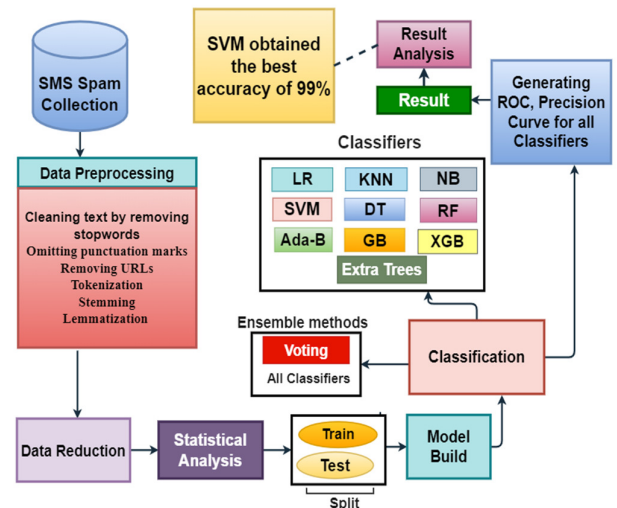 SMS Spam
Collection
SVM obtained
the best
accuracy of 99%
Result
Analysis
Result
Generating
ROC, Precision
Curve for all
Classifiers
Data Preprocessing
Cleaning text by removing
stopwords
Omitting punctuation marks
Removing URLs
Tokenization
Stemming
Lemmatization
Classifiers
LR KNN NB
SVM DT RF
Ada-B GB XGB
Extra Trees
Ensemble methods
Voting
All Classifiers
Classification
Data Reduction
Statistical
Analysis
Train
Test
Split
Model
Build